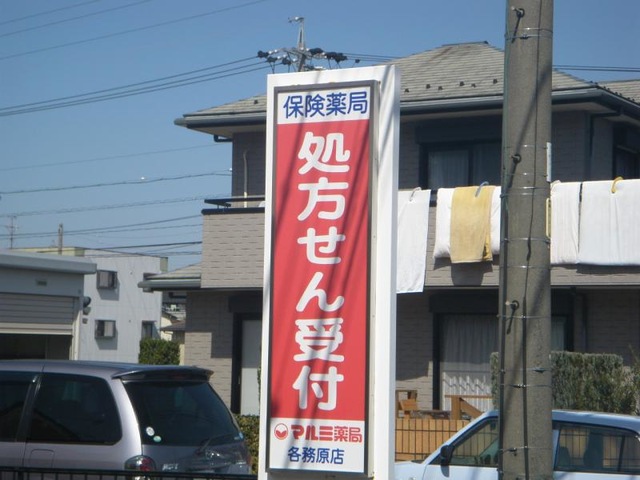 保険薬局
処方せん受付
マルミ薬局
各務原店